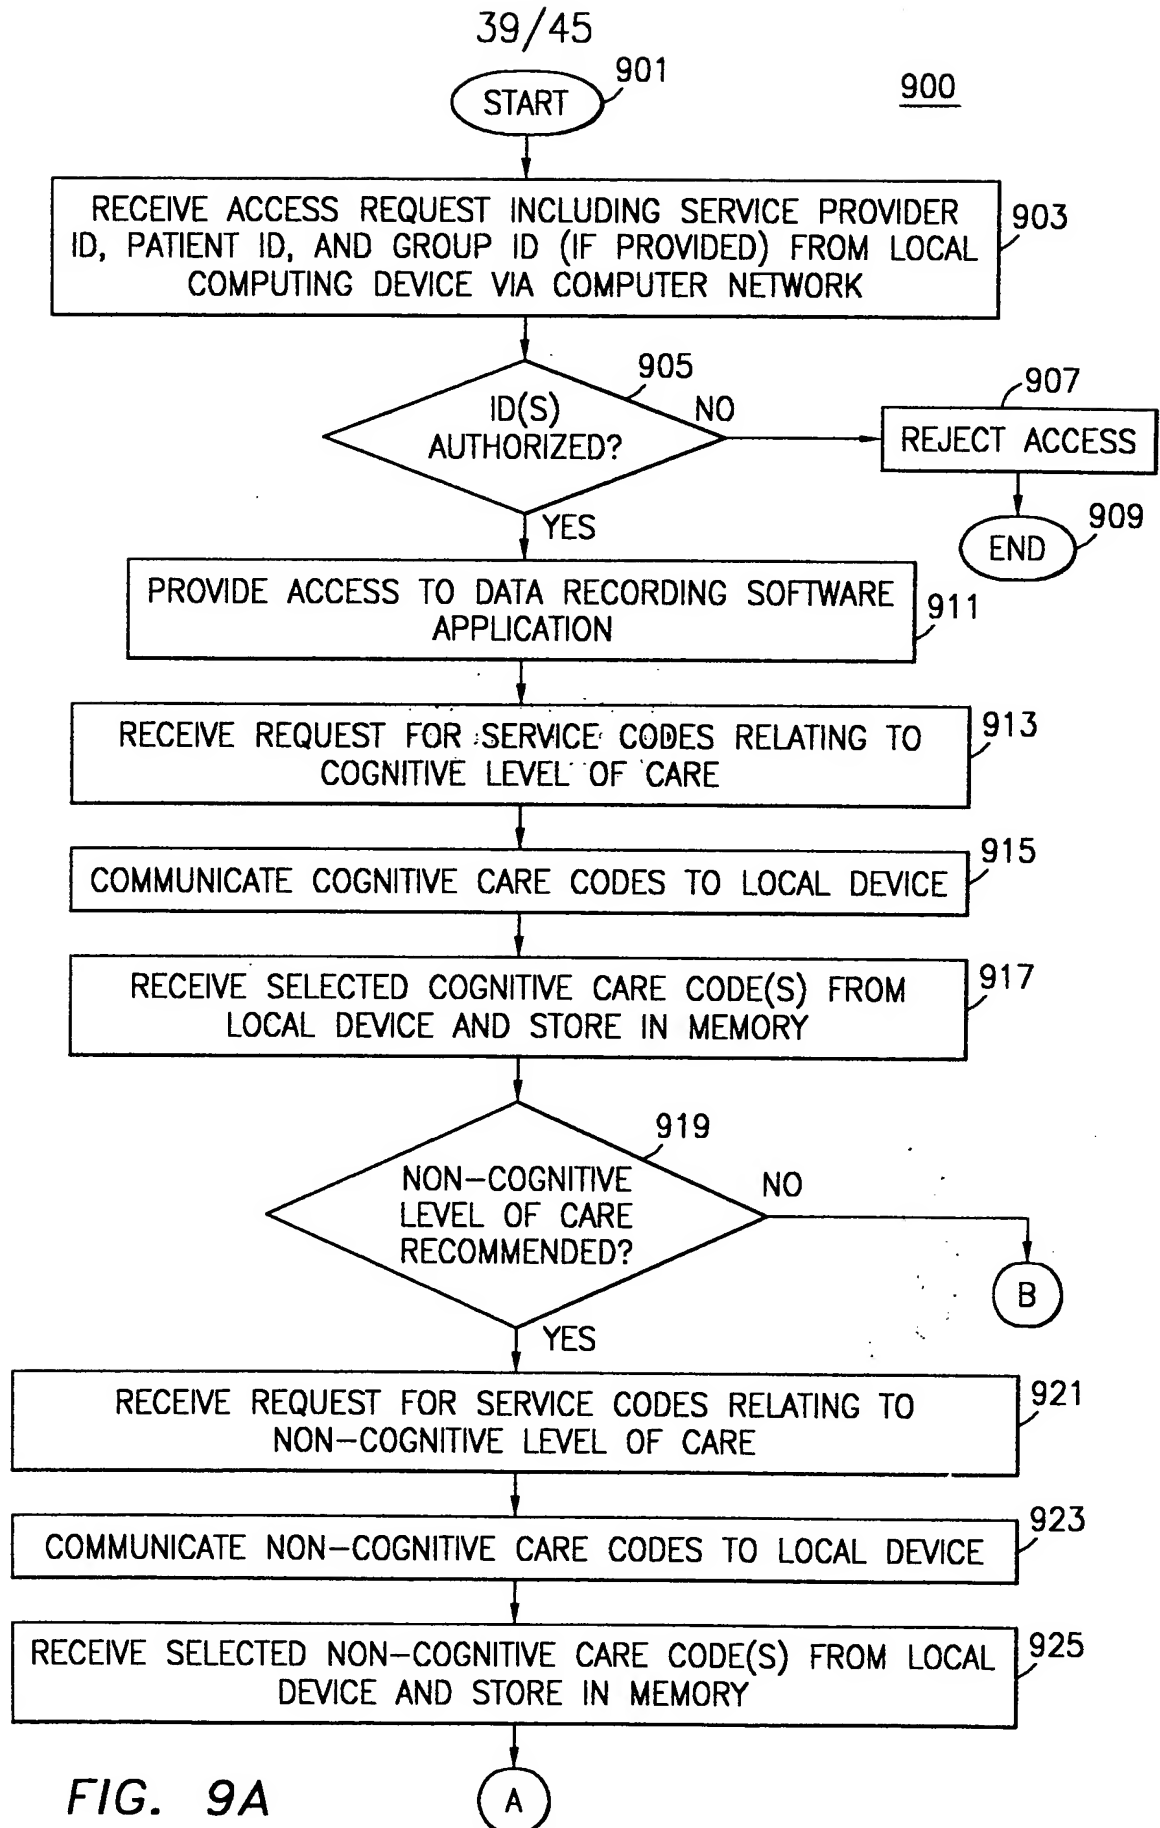 39/45
START
901
900
RECEIVE ACCESS REQUEST INCLUDING SERVICE PROVIDER
ID, PATIENT ID, AND GROUP ID (IF PROVIDED) FROM LOCAL
COMPUTING DEVICE VIA COMPUTER NETWORK
903
ID(S)
AUTHORIZED?
905
NO
907
REJECT ACCESS
END
909
YES
PROVIDE ACCESS TO DATA RECORDING SOFTWARE
APPLICATION
911
RECEIVE REQUEST FOR SERVICE CODES RELATING TO
COGNITIVE LEVEL OF CARE
913
COMMUNICATE COGNITIVE CARE CODES TO LOCAL DEVICE
915
RECEIVE SELECTED COGNITIVE CARE CODE(S) FROM
LOCAL DEVICE AND STORE IN MEMORY
917
NON-COGNITIVE
LEVEL OF CARE
RECOMMENDED?
919
NO
B
YES
RECEIVE REQUEST FOR SERVICE CODES RELATING TO
NON-COGNITIVE LEVEL OF CARE
921
COMMUNICATE NON-COGNITIVE CARE CODES TO LOCAL DEVICE
923
RECEIVE SELECTED NON-COGNITIVE CARE CODE(S) FROM LOCAL
DEVICE AND STORE IN MEMORY
925
A
FIG. 9A